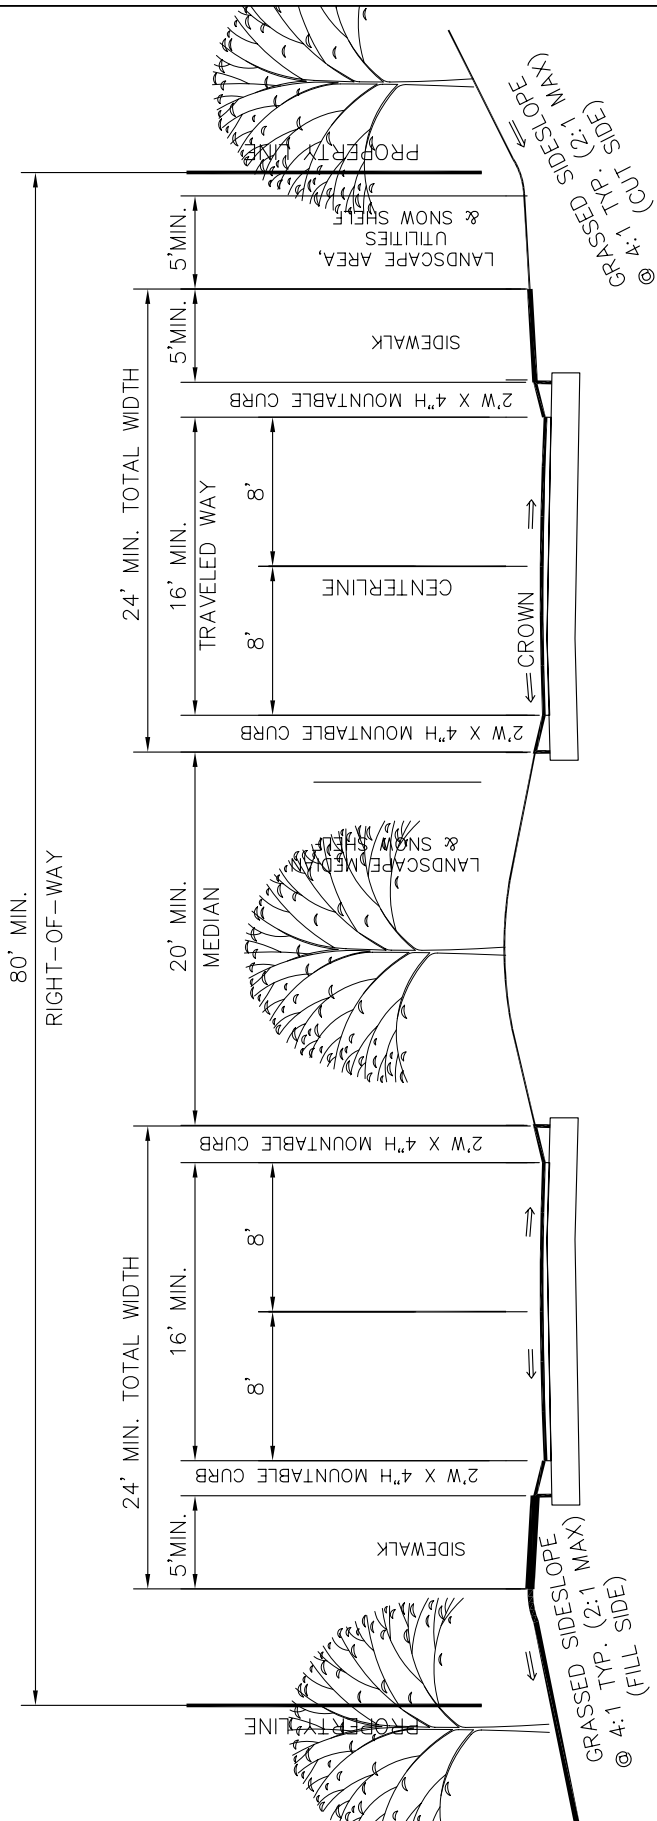 80' MIN.
RIGHT-OF-WAY
24' MIN. TOTAL WIDTH
20' MIN.
MEDIAN
24' MIN. TOTAL WIDTH
5'MIN.
16' MIN.
8'
8'
16' MIN.
TRAVELED WAY
8'
8'
5'MIN.
5'MIN.
PROPERTY LINE
SIDEWALK
2'W X 4"H MOUNTABLE CURB
2'W X 4"H MOUNTABLE CURB
LANDSCAPE MEDIAN
& SNOW SHELF
2'W X 4"H MOUNTABLE CURB
CENTERLINE
2'W X 4"H MOUNTABLE CURB
SIDEWALK
LANDSCAPE AREA,
UTILITIES
& SNOW SHELF
PROPERTY LINE
CROWN
GRASSED SIDESLOPE
@ 4:1 TYP. (2:1 MAX)
(FILL SIDE)
GRASSED SIDESLOPE
@ 4:1 TYP. (2:1 MAX)
(CUT SIDE)